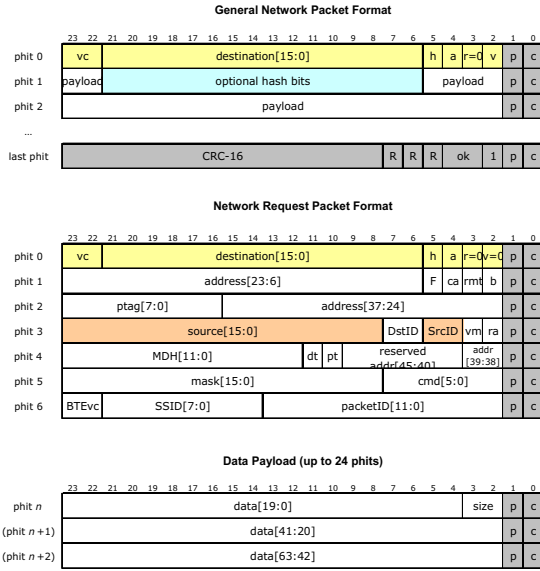 General Network Packet Format
23 22 21 20 19 18 17 16 15 14 13 12 11 10 9 8 7 6 5 4 3 2 1 0
phit 0 vc destination[15:0] h a r=0 v p c
phit 1 payload optional hash bits payload p c
phit 2 payload p c
...
last phit CRC-16 R R R ok 1 p c
Network Request Packet Format
23 22 21 20 19 18 17 16 15 14 13 12 11 10 9 8 7 6 5 4 3 2 1 0
phit 0 vc destination[15:0] h a r=0 v=0 p c
phit 1 address[23:6] F ca rmt b p c
phit 2 ptag[7:0] address[37:24] p c
phit 3 source[15:0] DstID SrcID vm ra p c
phit 4 MDH[11:0] dt pt reserved addr[45:40] addr [39:38] p c
phit 5 mask[15:0] cmd[5:0] p c
phit 6 BTEvc SSID[7:0] packetID[11:0] p c
Data Payload (up to 24 phits)
23 22 21 20 19 18 17 16 15 14 13 12 11 10 9 8 7 6 5 4 3 2 1 0
phit n data[19:0] size p c
(phit n+1) data[41:20] p c
(phit n+2) data[63:42] p c